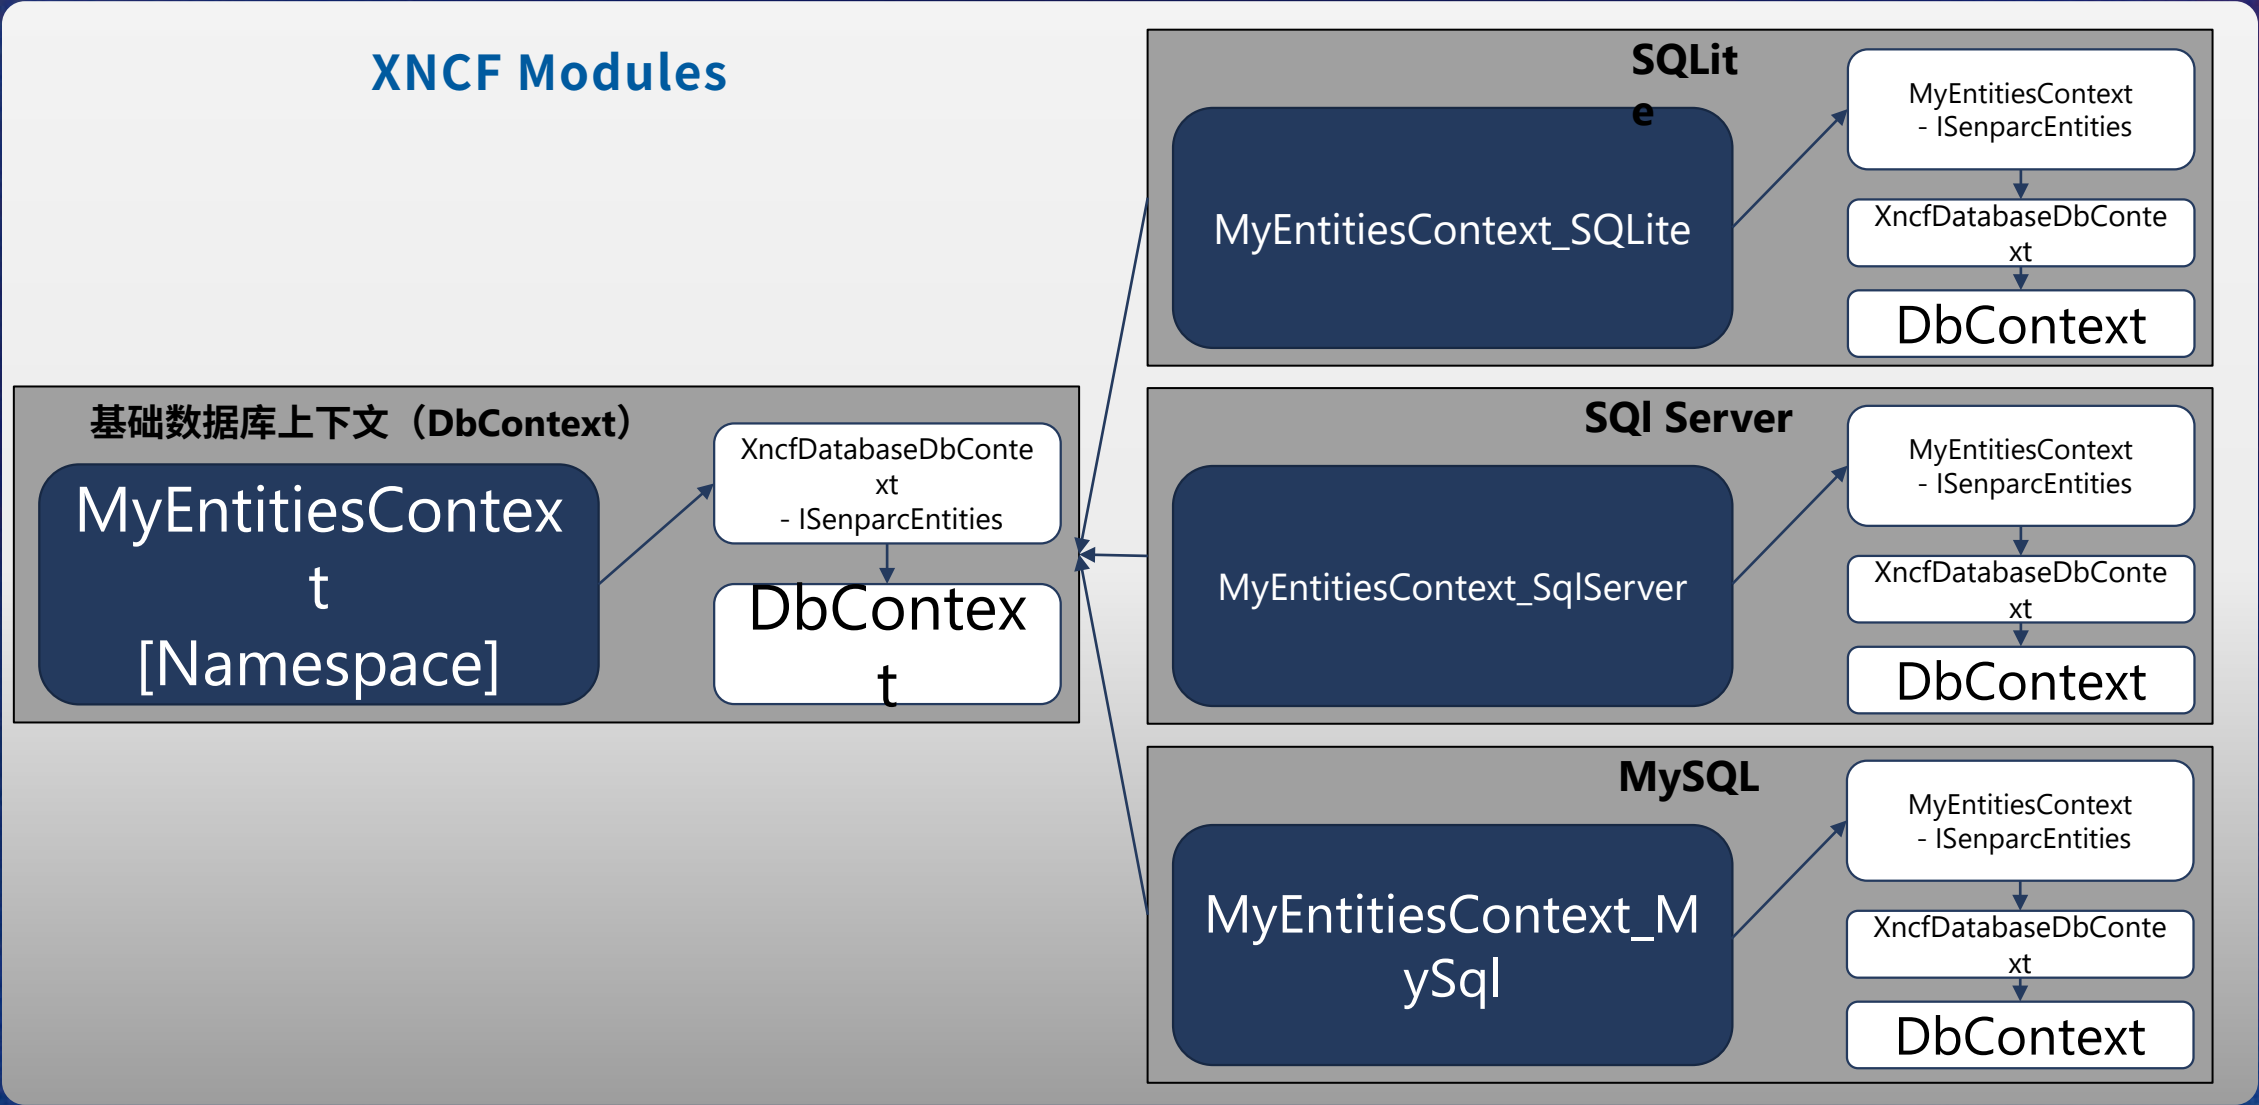 XNCF Modules
基础数据库上下文（DbContext）
MyEntitiesContex
t
[Namespace]
XncfDatabaseDbConte
xt
- ISenparcEntities
DbContex
t
SQLit
e
MyEntitiesContext_SQLite
MyEntitiesContext
- ISenparcEntities
XncfDatabaseDbConte
xt
DbContext
SQl Server
MyEntitiesContext_SqlServer
MyEntitiesContext
- ISenparcEntities
XncfDatabaseDbConte
xt
DbContext
MySQL
MyEntitiesContext_M
ySql
MyEntitiesContext
- ISenparcEntities
XncfDatabaseDbConte
xt
DbContext